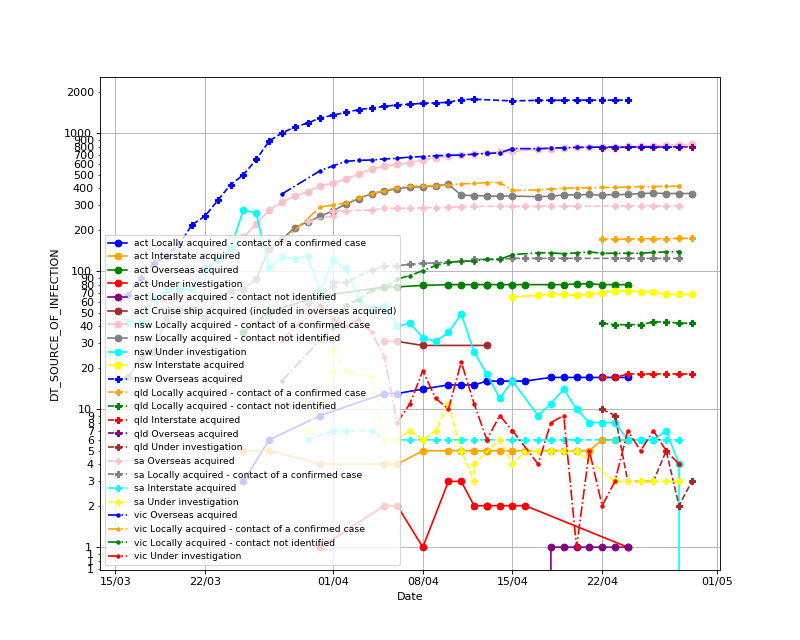 2000
1000
900
800
700
600
500
400
300
200
100
90
80
70
60
50
40
30
20
10
9
8
7
6
5
4
3
2
1
1
1
DT_SOURCE_OF_INFECTION
act Locally acquired - contact of a confirmed case
act Interstate acquired
act Overseas acquired
act Under investigation
act Locally acquired - contact not identified
act Cruise ship acquired (included in overseas acquired)
nsw Locally acquired - contact of a confirmed case
nsw Locally acquired - contact not identified
nsw Under investigation
nsw Interstate acquired
nsw Overseas acquired
qld Locally acquired - contact of a confirmed case
qld Locally acquired - contact not identified
qld Interstate acquired
qld Overseas acquired
qld Under investigation
sa Overseas acquired
sa Locally acquired - contact of a confirmed case
sa Interstate acquired
sa Under investigation
vic Overseas acquired
vic Locally acquired - contact of a confirmed case
vic Locally acquired - contact not identified
vic Under investigation
15/03 22/03 01/04 08/04 15/04 22/04 01/05
Date